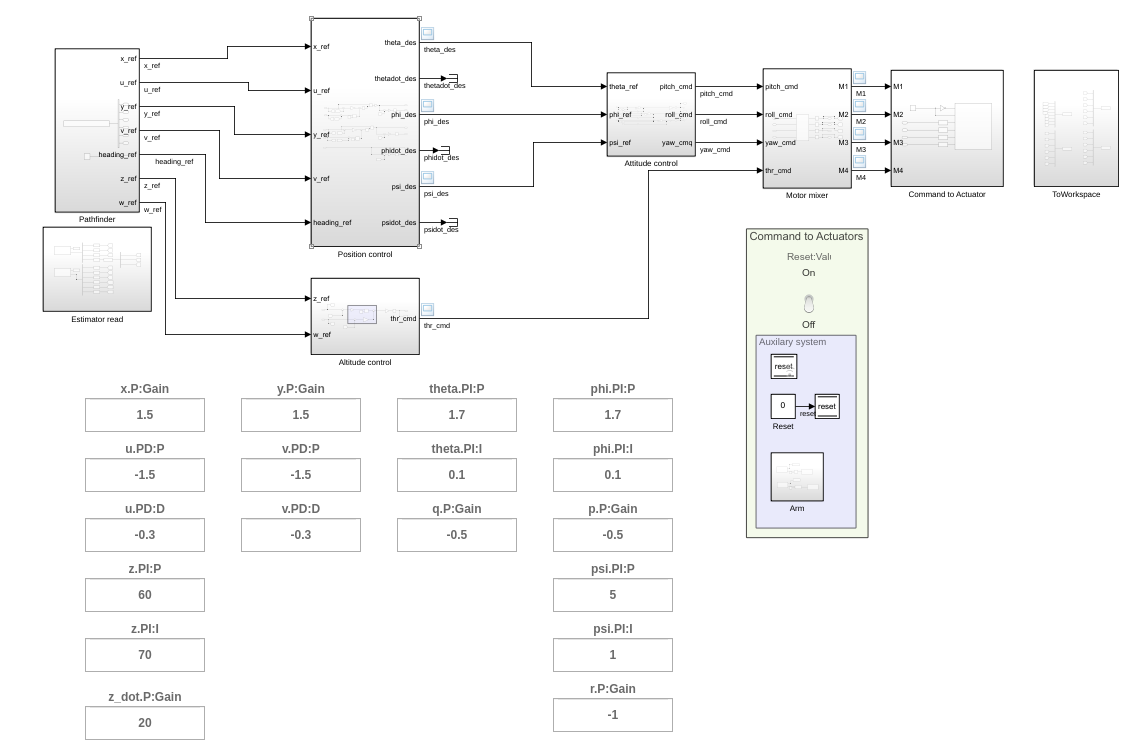 x_ref
x_ref
u_ref
u_ref
y_ref
y_ref
v_ref
v_ref
heading_ref
heading_ref
z_ref
z_ref
w_ref
w_ref
Pathfinder
Estimator read
x_ref
u_ref
y_ref
v_ref
heading_ref
theta_des
theta_des
thetadot_des
thetadot_des
phi_des
phi_des
phidot_des
phidot_des
psi_des
psi_des
psidot_des
psidot_des
Position control
z_ref
w_ref
thr_cmd
thr_cmd
Altitude control
theta_ref
phi_ref
psi_ref
pitch_cmd
pitch_cmd
roll_cmd
roll_cmd
yaw_cmq
yaw_cmd
Attitude control
pitch_cmd
roll_cmd
yaw_cmd
thr_cmd
M1
M1
M2
M2
M3
M3
M4
M4
Motor mixer
M1
M2
M3
M4
Command to Actuator
ToWorkspace
Command to Actuators
Reset:Valu
On
Off
Auxilary system
reset
0
reset
reset
Reset
Arm
x.P:Gain y.P:Gain theta.PI:P phi.PI:P
1.5 1.5 1.7 1.7
u.PD:P v.PD:P theta.PI:I phi.PI:I
-1.5 -1.5 0.1 0.1
u.PD:D v.PD:D q.P:Gain p.P:Gain
-0.3 -0.3 -0.5 -0.5
z.PI:P psi.PI:P
60 5
z.PI:I psi.PI:I
70 1
z_dot.P:Gain r.P:Gain
20 -1